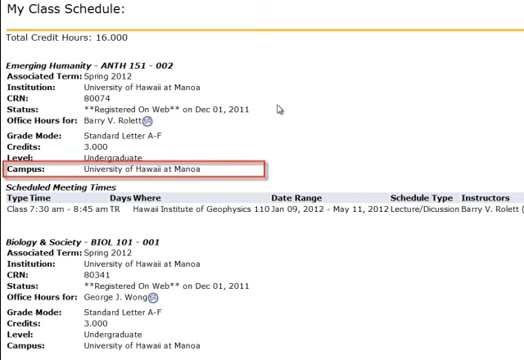 My Class Schedule:
Total Credit Hours: 16.000
Emerging Humanity - ANTH 151 - 002
Associated Term: Spring 2012
Institution: University of Hawaii at Manoa
CRN: 80074
Status: **Registered On Web** on Dec 01, 2011
Office Hours for: Barry V. Rolett
Grade Mode: Standard Letter A-F
Credits: 3.000
Level: Undergraduate
Campus: University of Hawaii at Manoa
Scheduled Meeting Times
Type Time Days Where Date Range Schedule Type Instructors
Class 7:30 am - 8:45 am TR Hawaii Institute of Geophysics 110 Jan 09, 2012 - May 11, 2012 Lecture/Dicussion Barry V. Rolett (
Biology & Society - BIOL 101 - 001
Associated Term: Spring 2012
Institution: University of Hawaii at Manoa
CRN: 80341
Status: **Registered On Web** on Dec 01, 2011
Office Hours for: George J. Wong
Grade Mode: Standard Letter A-F
Credits: 3.000
Level: Undergraduate
Campus: University of Hawaii at Manoa